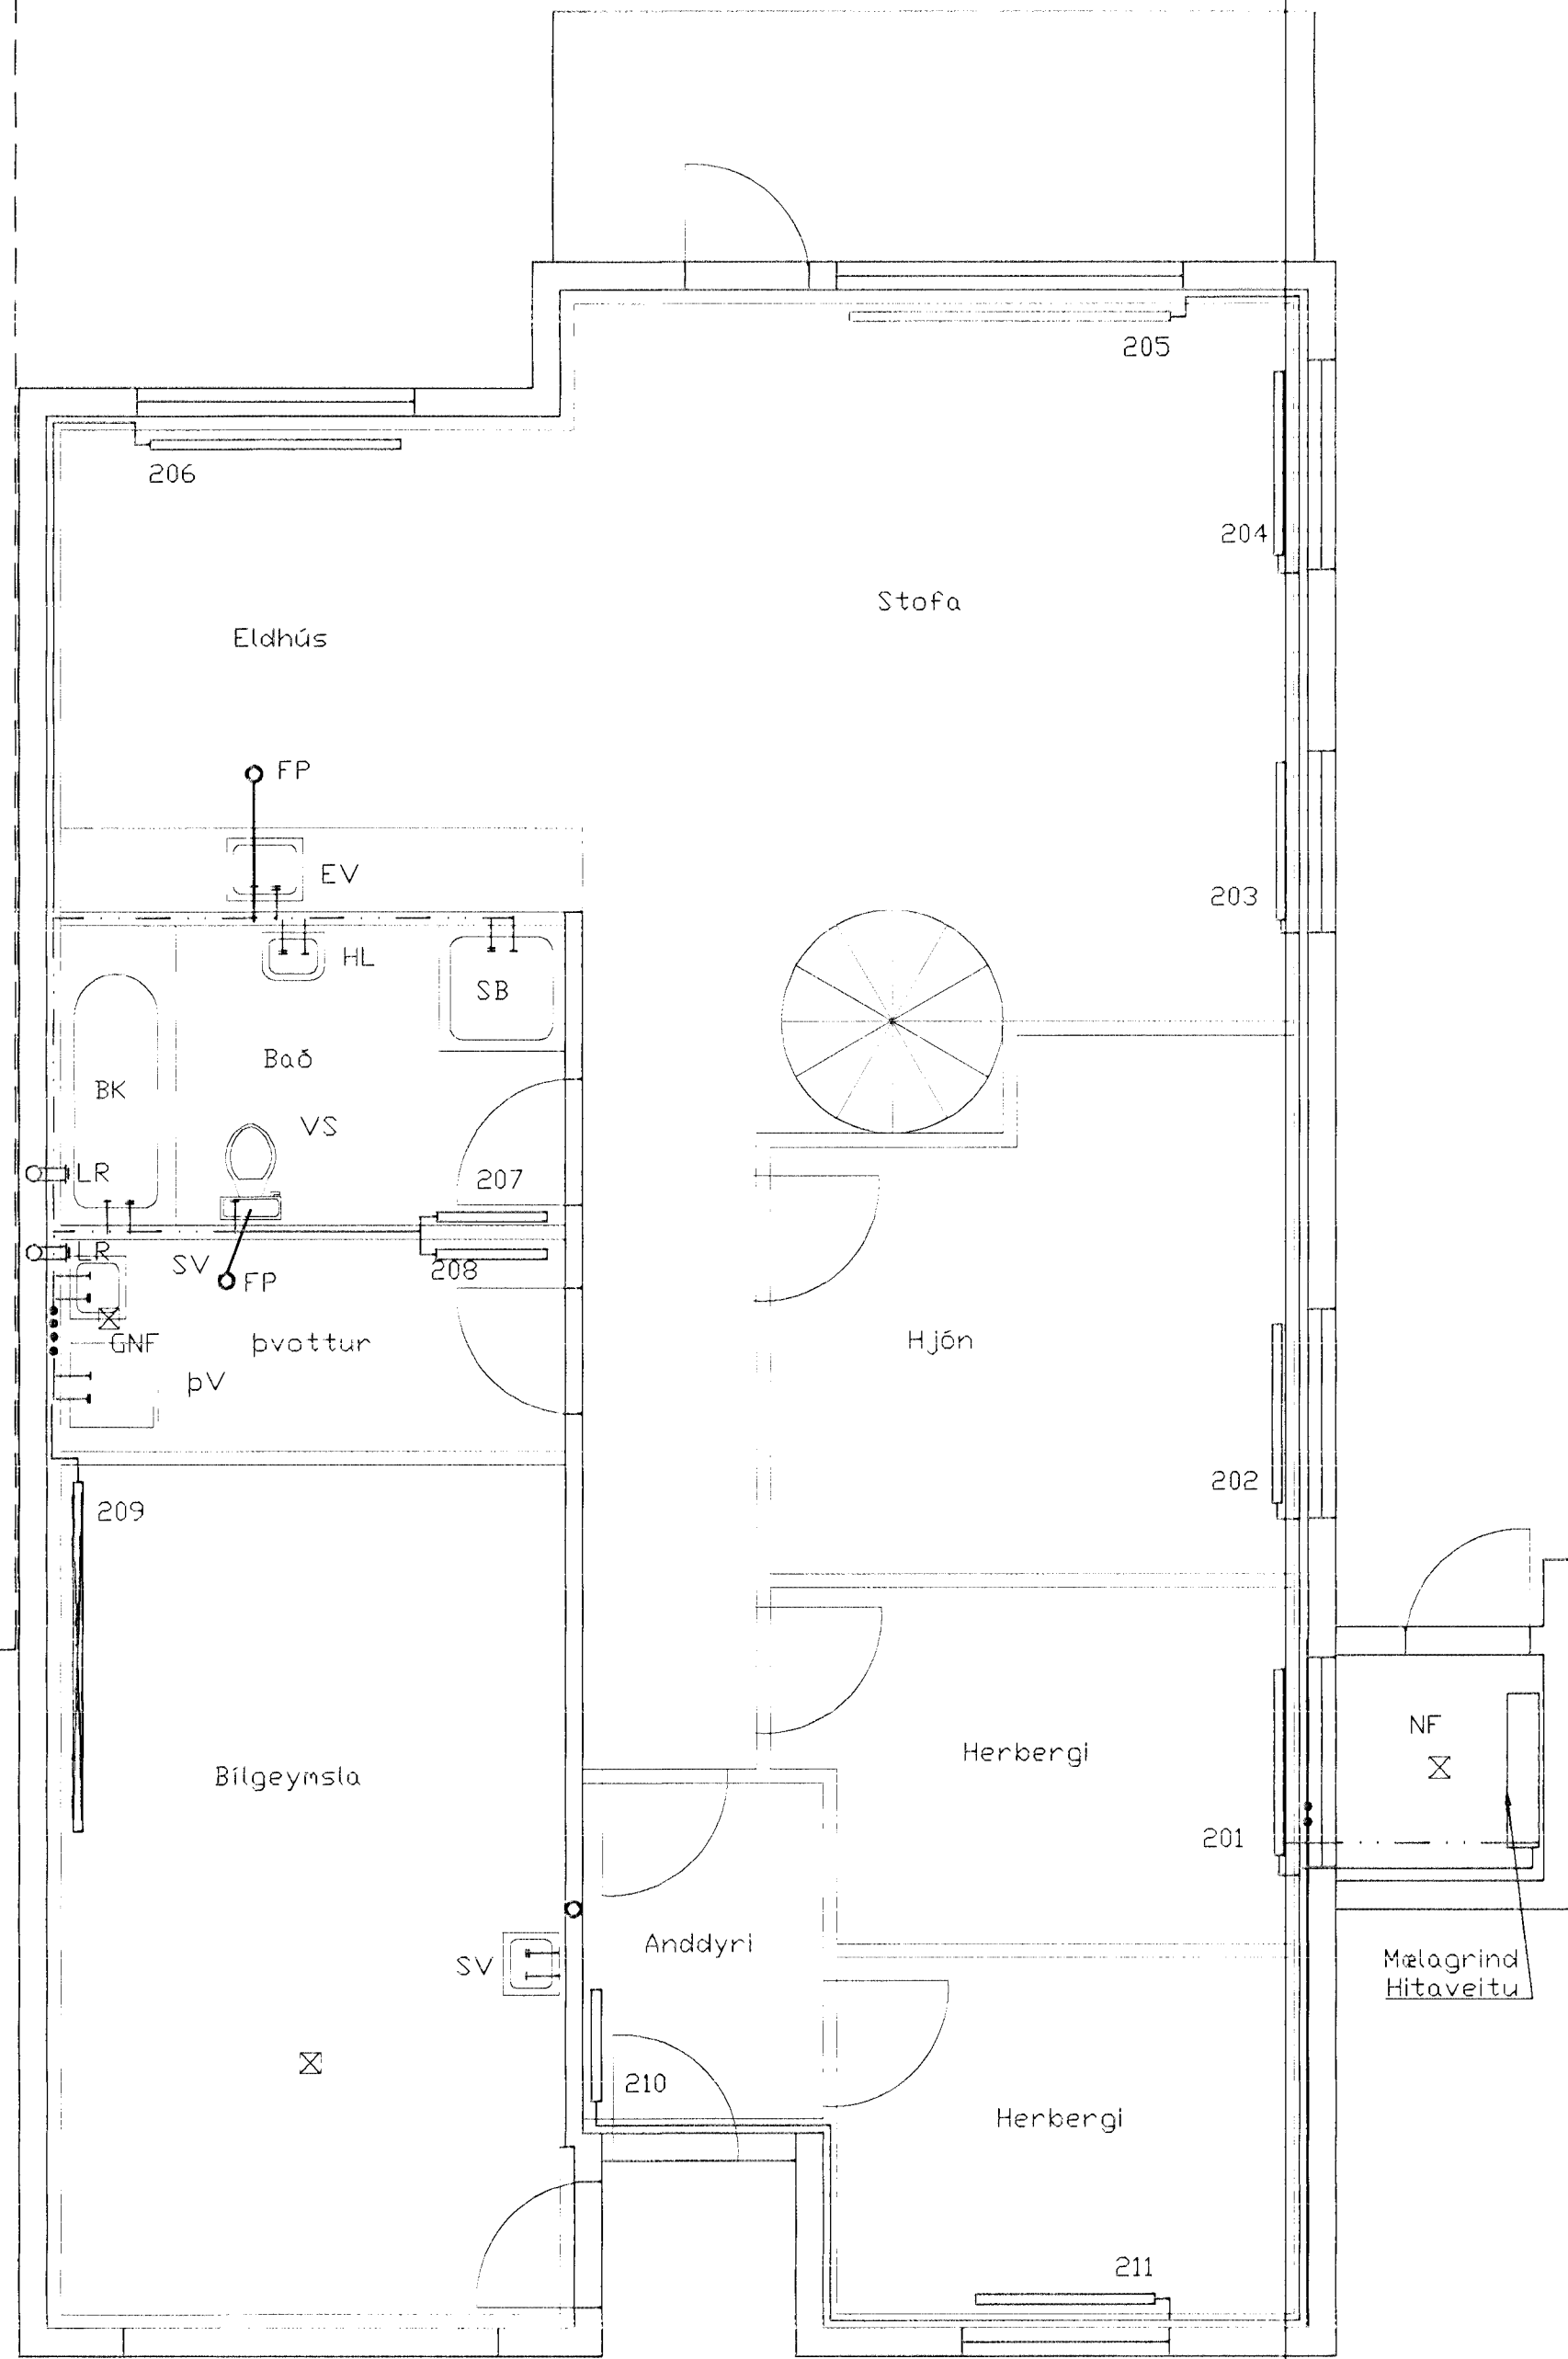 205
206
204
Stofa
Eldhús
FP
EV
203
HL
SB
Bað
BK
VS
LR
207
LR
SV
FP
208
GNF
þvottur
Hjón
þV
202
209
NF
Herbergi
Bílgeymsla
201
Anddyri
SV
Mælagrind
Hitaveitu
210
Herbergi
211